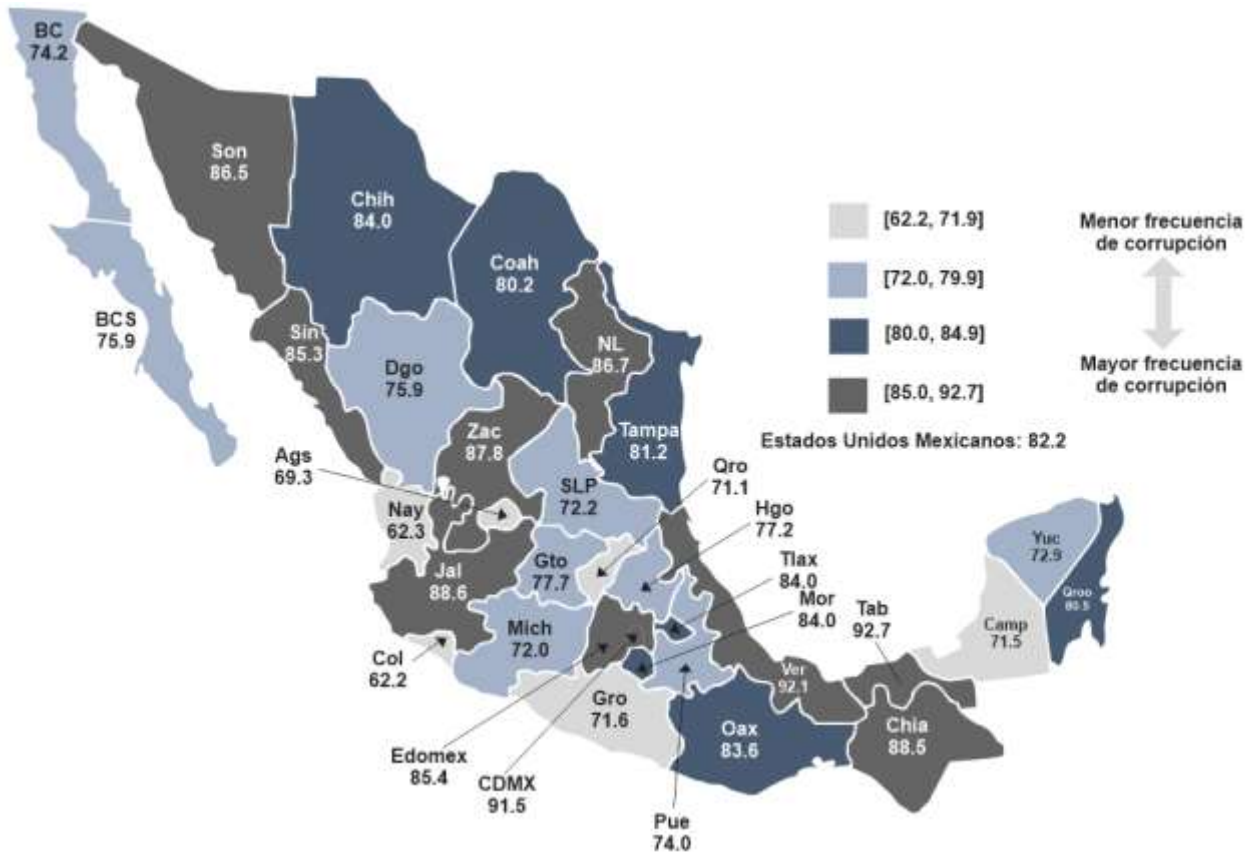 BC
74.2
Son
86.5
Chih
84.0
Coah
80.2
BCS
75.9
Sin
85.3
Dgo
75.9
NL
86.7
Zac
87.8
Tampa
81.2
Ags
69.3
Nay
62.3
SLP
72.2
Qro
71.1
Hgo
77.2
Jal
88.6
Gto
77.7
Tlax
84.0
Mor
84.0
Mich
72.0
Col
62.2
Gro
71.6
Edomex
85.4
CDMX
91.5
Pue
74.0
Oax
83.6
Ver
92.1
Tab
92.7
Chia
88.5
Camp
71.5
Yuc
72.9
Qroo
80.5
[62.2, 71.9]
[72.0, 79.9]
[80.0, 84.9]
[85.0, 92.7]
Menor frecuencia
de corrupción
Mayor frecuencia
de corrupción
Estados Unidos Mexicanos: 82.2